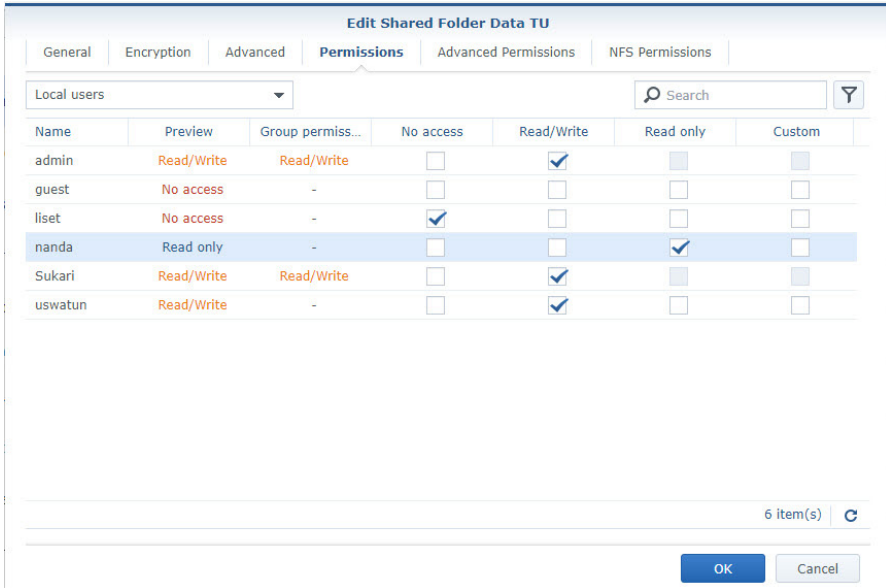 Edit Shared Folder Data TU
General Encryption Advanced Permissions Advanced Permissions NFS Permissions
Local users Search
Name Preview Group permiss... No access Read/Write Read only Custom
admin Read/Write Read/Write
guest No access -
liset No access -
nanda Read only -
Sukari Read/Write Read/Write
uswatun Read/Write -
6 item(s)
OK Cancel